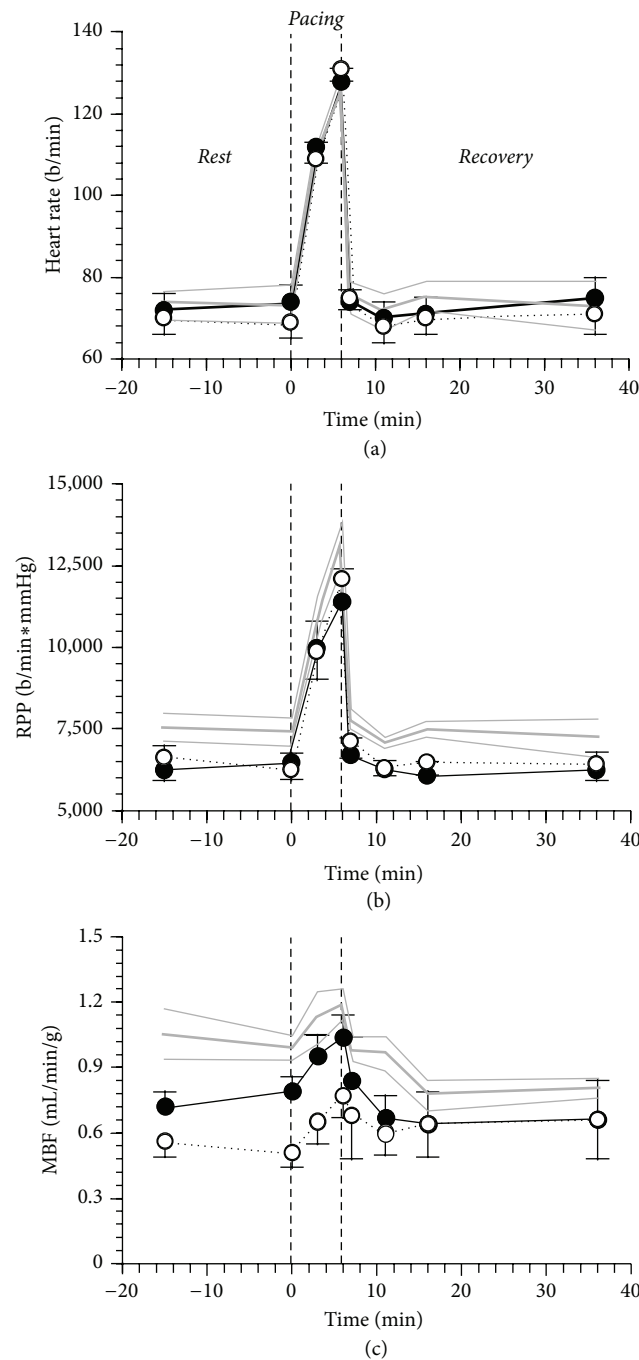 Pacing
140
120
100
80
60
Heart rate (b/min)
Rest
Recovery
−20 −10 0 10 20 30 40
Time (min)
(a)
15,000
12,500
10,000
7,500
5,000
RPP (b/min∗mmHg)
−20 −10 0 10 20 30 40
Time (min)
(b)
1.5
1.2
0.9
0.6
0.3
0
MBF (mL/min/g)
−20 −10 0 10 20 30 40
Time (min)
(c)